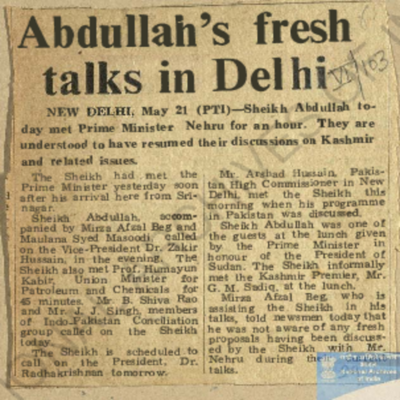 Abdullah's fresh
talks in Delhi
NEW DELHI, May 21 (PTI)—Sheikh Abdullah to-
day met Prime Minister Nehru for an hour. They are
understood to have resumed their discussions on Kashmir
and related issues.
The Sheikh had met the
Prime Minister yesterday soon
after his arrival here from Sri-
nagar.
Sheikh Abdullah, accom-
panied by Mirza Afzal Beg and
Maulana Syed Masoodi, called
on the Vice-President Dr. Zakir
Hussain, in the evening. The
Sheikh also met Prof. Humayun
Kabir, Union Minister for
Patroleum and Chemicals for
45 minutes. Mr. B. Shiva Rao
and Mr. J. J. Singh, members
of Indo.Pakistan Conciliation
group called on the Sheikh
today.
The Sheikh is scheduled to
call on the President, Dr.
Radhakrishnan tomorrow.
Mr. Arshad Hussain, Pakis-
tan High Commissioner in New
Delhi, met the Sheikh this
morning when his programme
in Pakistan was discussed.
Sheikh Abdullah was one of
the guests at the lunch given
by the Prime Minister in
honour of the President of
Sudan. The Sheikh informally
met the Kashmir Premier, Mr.
G. M. Sadiq, at the lunch.
Mirza Afzal Beg, who is
assisting the Sheikh in his
talks, told newsmen today that
he was not aware of any fresh
proposals having been discuss-
ed by the Sheikh with Mr.
Nehru during their
talks.